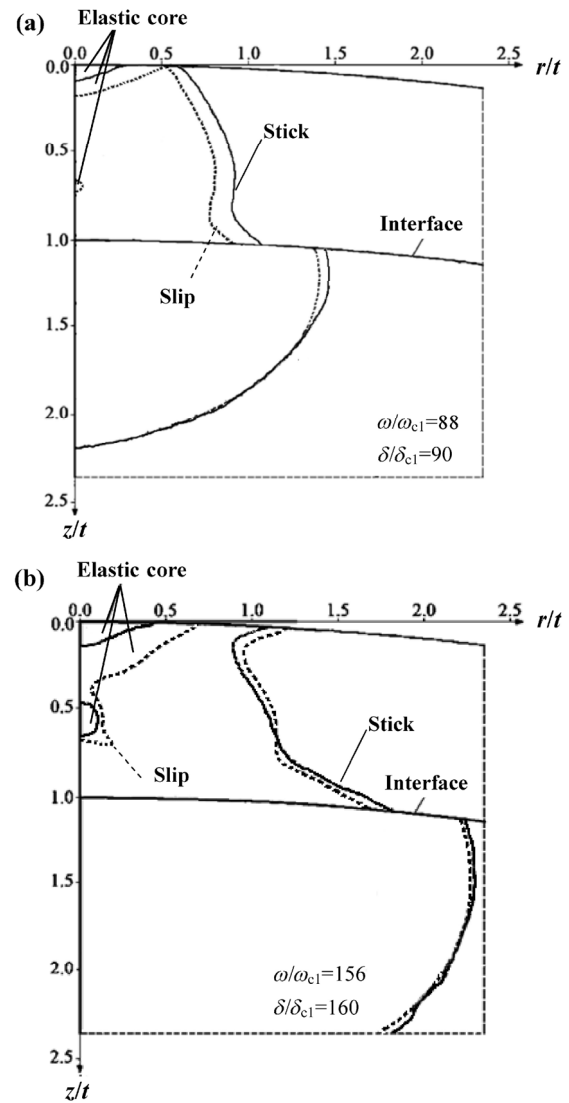 (a)
Elastic core
0.0 0.5 1.0 1.5 2.0 2.5
r/t
0.0
0.5
Stick
Interface
1.0
Slip
1.5
2.0
ω/ωc1=88
δ/δc1=90
2.5
z/t
(b)
Elastic core
0.0 0.5 1.0 1.5 2.0
r/t
0.0
0.5
Stick
Slip
Interface
1.0
1.5
2.0
ω/ωc1=156
δ/δc1=160
2.5
z/t